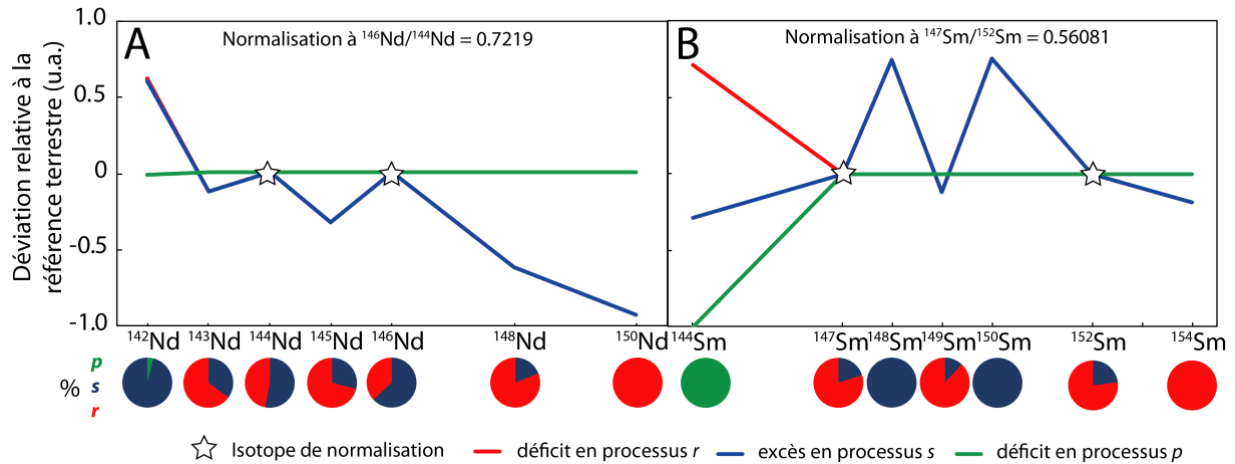 A
Normalisation à ¹⁴⁶Nd/¹⁴⁴Nd = 0.7219
B
Normalisation à ¹⁴⁷Sm/¹⁵²Sm = 0.56081
Déviation relative à la
référence terrestre (u.a.)
1.0
0.5
0
-0.5
-1.0
¹⁴²Nd ¹⁴³Nd ¹⁴⁴Nd ¹⁴⁵Nd ¹⁴⁶Nd ¹⁴⁸Nd ¹⁵⁰Nd ¹⁴⁴Sm ¹⁴⁷Sm ¹⁴⁸Sm ¹⁴⁹Sm ¹⁵⁰Sm ¹⁵²Sm ¹⁵⁴Sm
p
% s
r
Isotope de normalisation déficit en processus r excès en processus s déficit en processus p